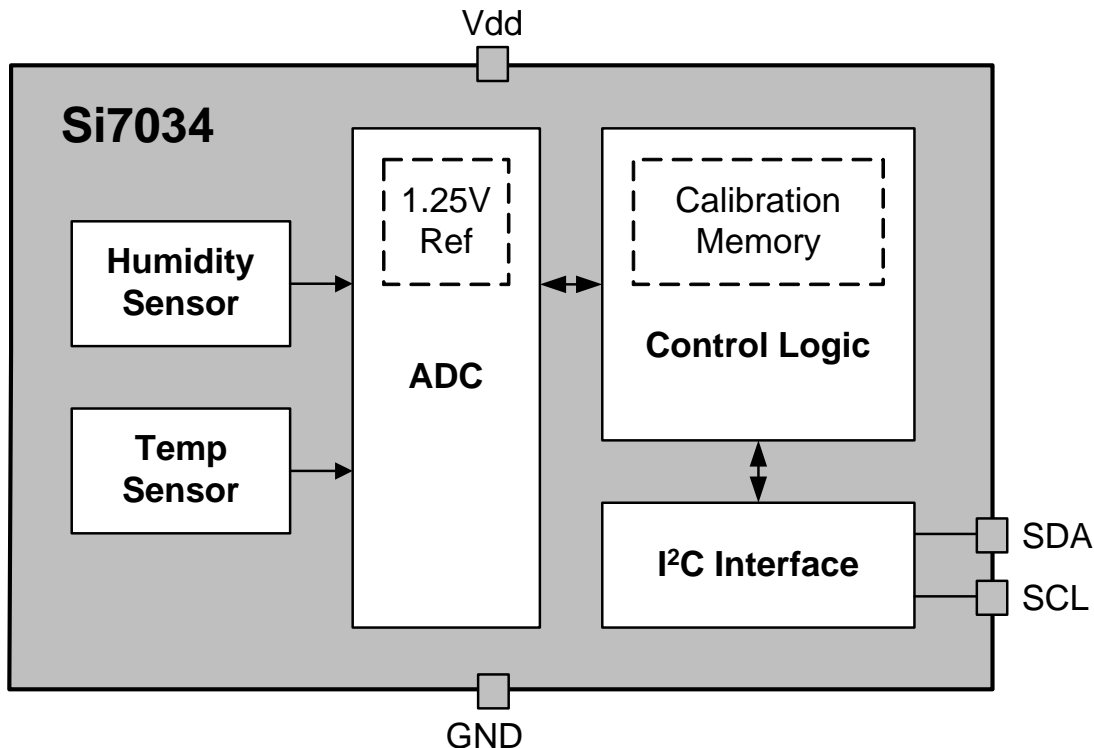 Vdd
Si7034
1.25V
Ref
Calibration
Memory
Humidity
Sensor
Control Logic
ADC
Temp
Sensor
I²C Interface
SDA
SCL
GND